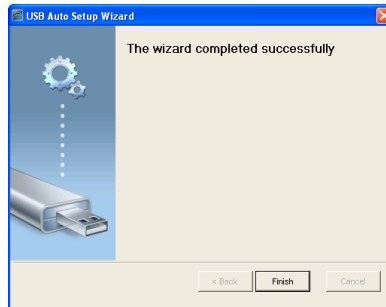 USB Auto Setup Wizard
The wizard completed successfully
< Back Finish Cancel